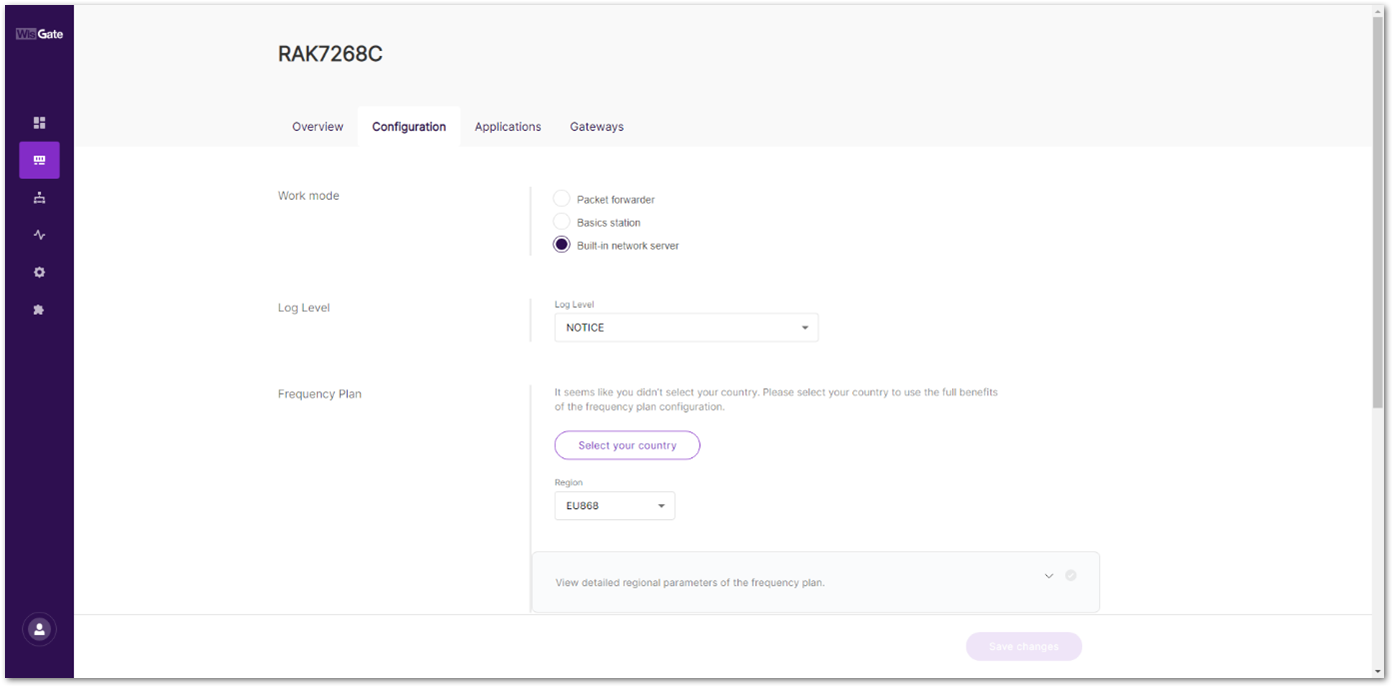 WisGate
RAK7268C
Overview Configuration Applications Gateways
Work mode
Packet forwarder
Basics station
Built-in network server
Log Level
Log Level
NOTICE
Frequency Plan
It seems like you didn't select your country. Please select your country to use the full benefits
of the frequency plan configuration.
Select your country
Region
EU868
View detailed regional parameters of the frequency plan.
Save changes